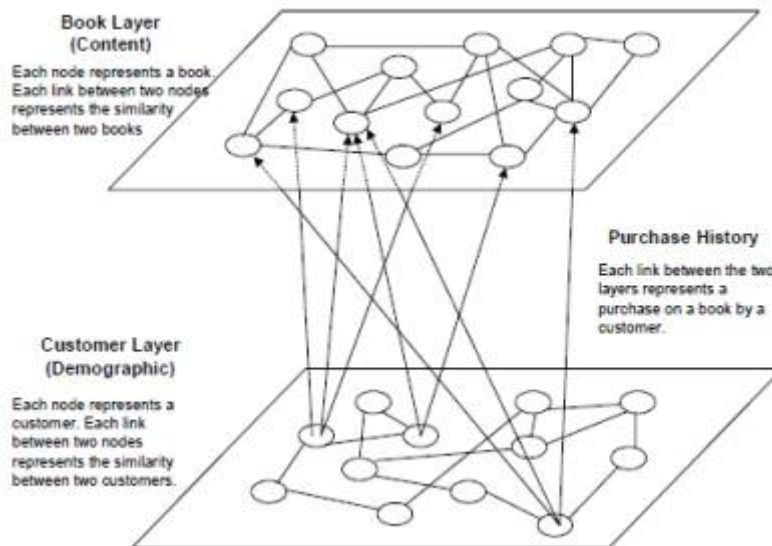 Book Layer
(Content)
Each node represents a book.
Each link between two nodes
represents the similarity
between two books
Purchase History
Each link between the two
layers represents a
purchase on a book by a
customer.
Customer Layer
(Demographic)
Each node represents a
customer. Each link
between two nodes
represents the similarity
between two customers.